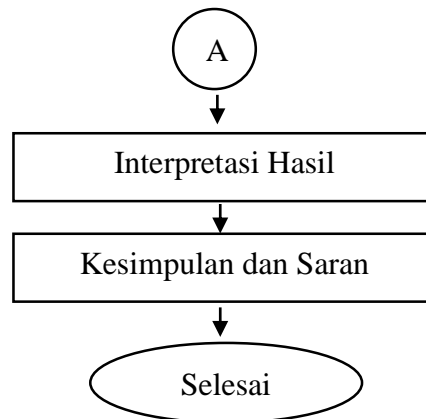 A
Interpretasi Hasil
Kesimpulan dan Saran
Selesai